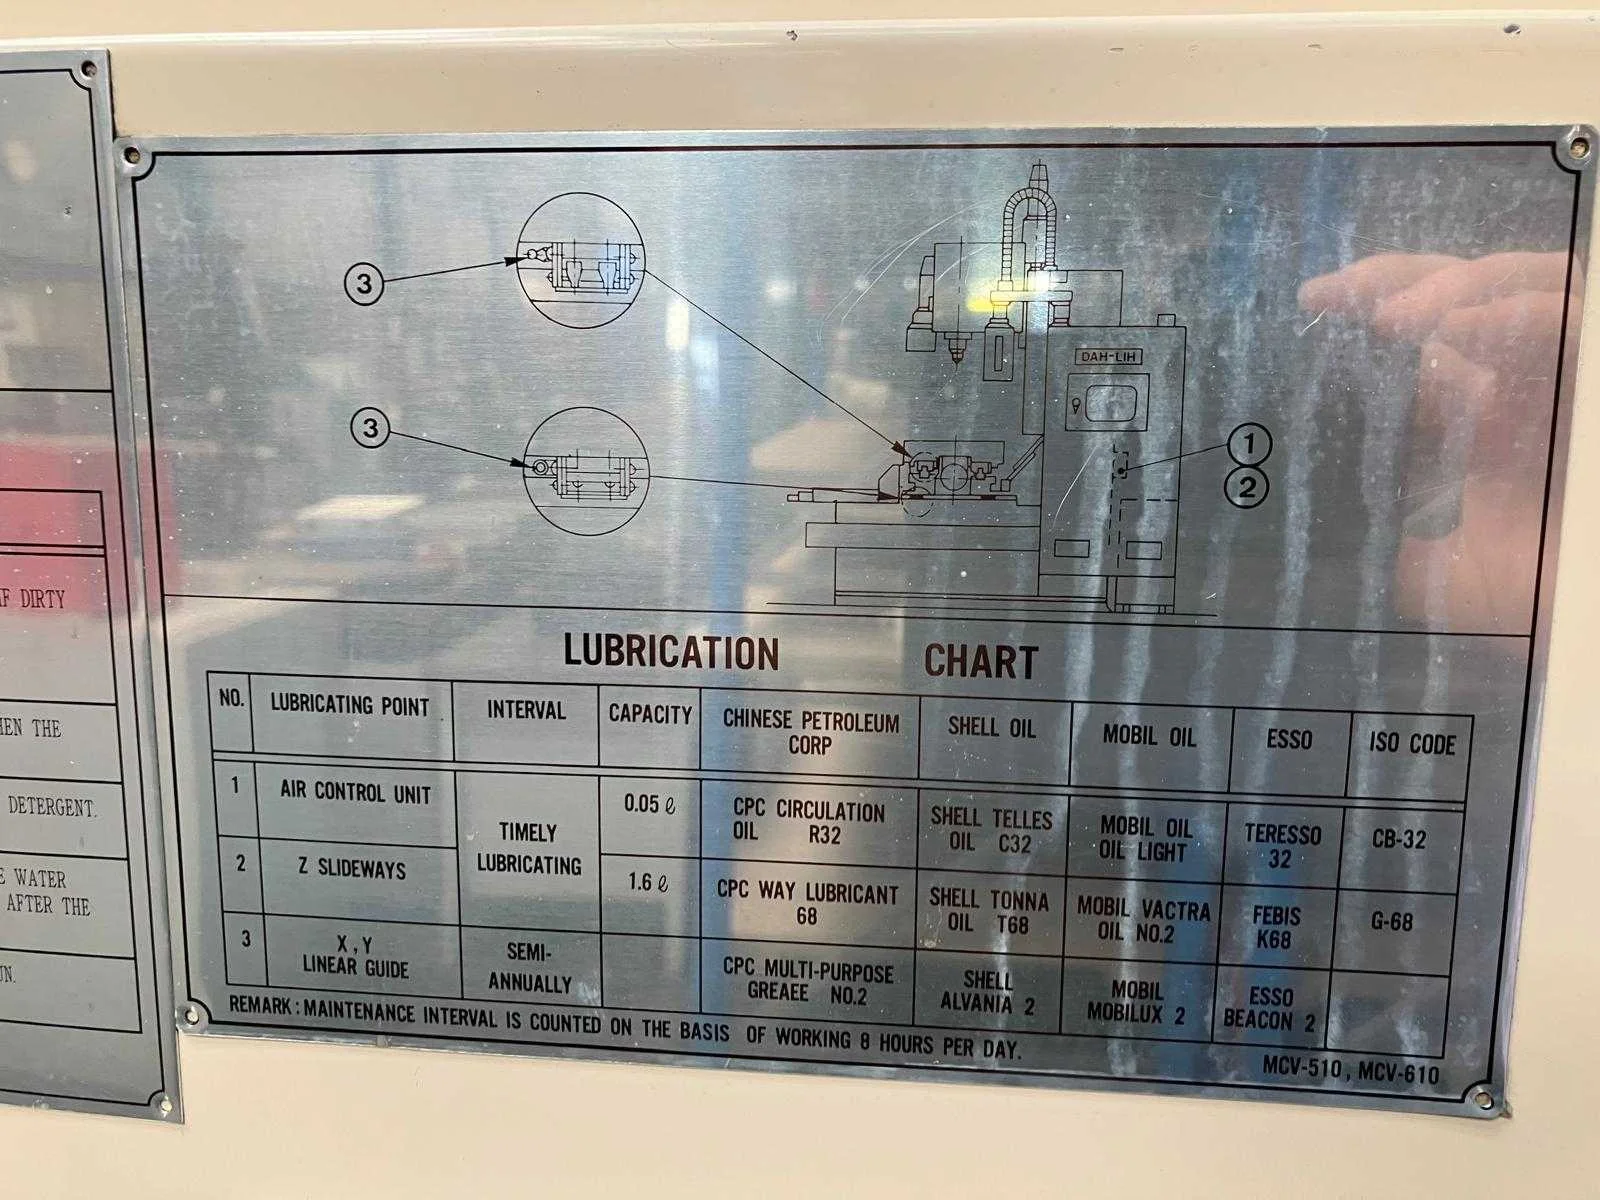 F DIRTY
HEN THE
DETERGENT.
E WATER
AFTER THE
UN.
3
3
DAH-LIH
1
2
LUBRICATION CHART
NO.
LUBRICATING POINT
INTERVAL
CAPACITY
CHINESE PETROLEUM
CORP
SHELL OIL
MOBIL OIL
ESSO
ISO CODE
1
AIR CONTROL UNIT
TIMELY
LUBRICATING
0.05 ℓ
CPC CIRCULATION
OIL R32
SHELL TELLES
OIL C32
MOBIL OIL
OIL LIGHT
TERESSO
32
CB-32
2
Z SLIDEWAYS
1.6 ℓ
CPC WAY LUBRICANT
68
SHELL TONNA
OIL T68
MOBIL VACTRA
OIL NO.2
FEBIS
K68
G-68
3
X,Y
LINEAR GUIDE
SEMI-
ANNUALLY
CPC MULTI-PURPOSE
GREAEE NO.2
SHELL
ALVANIA 2
MOBIL
MOBILUX 2
ESSO
BEACON 2
REMARK : MAINTENANCE INTERVAL IS COUNTED ON THE BASIS OF WORKING 8 HOURS PER DAY.
MCV-510, MCV-610